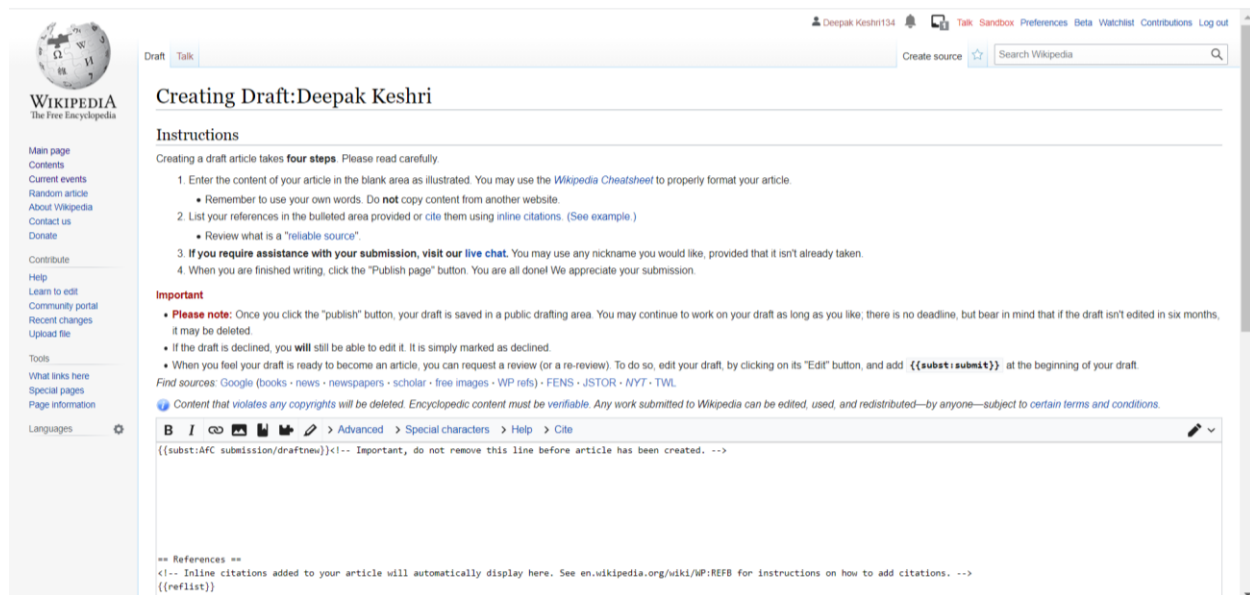 Deepak Keshri134 Talk Sandbox Preferences Beta Watchlist Contributions Log out
WIKIPEDIA
The Free Encyclopedia
Main page
Contents
Current events
Random article
About Wikipedia
Contact us
Donate
Contribute
Help
Learn to edit
Community portal
Recent changes
Upload file
Tools
What links here
Special pages
Page information
Languages
Draft Talk
Create source Search Wikipedia
Creating Draft:Deepak Keshri
Instructions
Creating a draft article takes four steps. Please read carefully.
1. Enter the content of your article in the blank area as illustrated. You may use the Wikipedia Cheatsheet to properly format your article.
• Remember to use your own words. Do not copy content from another website.
2. List your references in the bulleted area provided or cite them using inline citations. (See example.)
• Review what is a "reliable source".
3. If you require assistance with your submission, visit our live chat. You may use any nickname you would like, provided that it isn't already taken.
4. When you are finished writing, click the "Publish page" button. You are all done! We appreciate your submission.
Important
• Please note: Once you click the "publish" button, your draft is saved in a public drafting area. You may continue to work on your draft as long as you like; there is no deadline, but bear in mind that if the draft isn't edited in six months,
it may be deleted.
• If the draft is declined, you will still be able to edit it. It is simply marked as declined.
• When you feel your draft is ready to become an article, you can request a review (or a re-review). To do so, edit your draft, by clicking on its "Edit" button, and add {{subst:submit}} at the beginning of your draft.
Find sources: Google (books · news · newspapers · scholar · free images · WP refs) · FENS · JSTOR · NYT · TWL
Content that violates any copyrights will be deleted. Encyclopedic content must be verifiable. Any work submitted to Wikipedia can be edited, used, and redistributed—by anyone—subject to certain terms and conditions.
B I > Advanced > Special characters > Help > Cite
{{subst:AfC submission/draftnew}}<!-- Important, do not remove this line before article has been created. -->
== References ==
<!-- Inline citations added to your article will automatically display here. See en.wikipedia.org/wiki/WP:REFB for instructions on how to add citations. -->
{{reflist}}